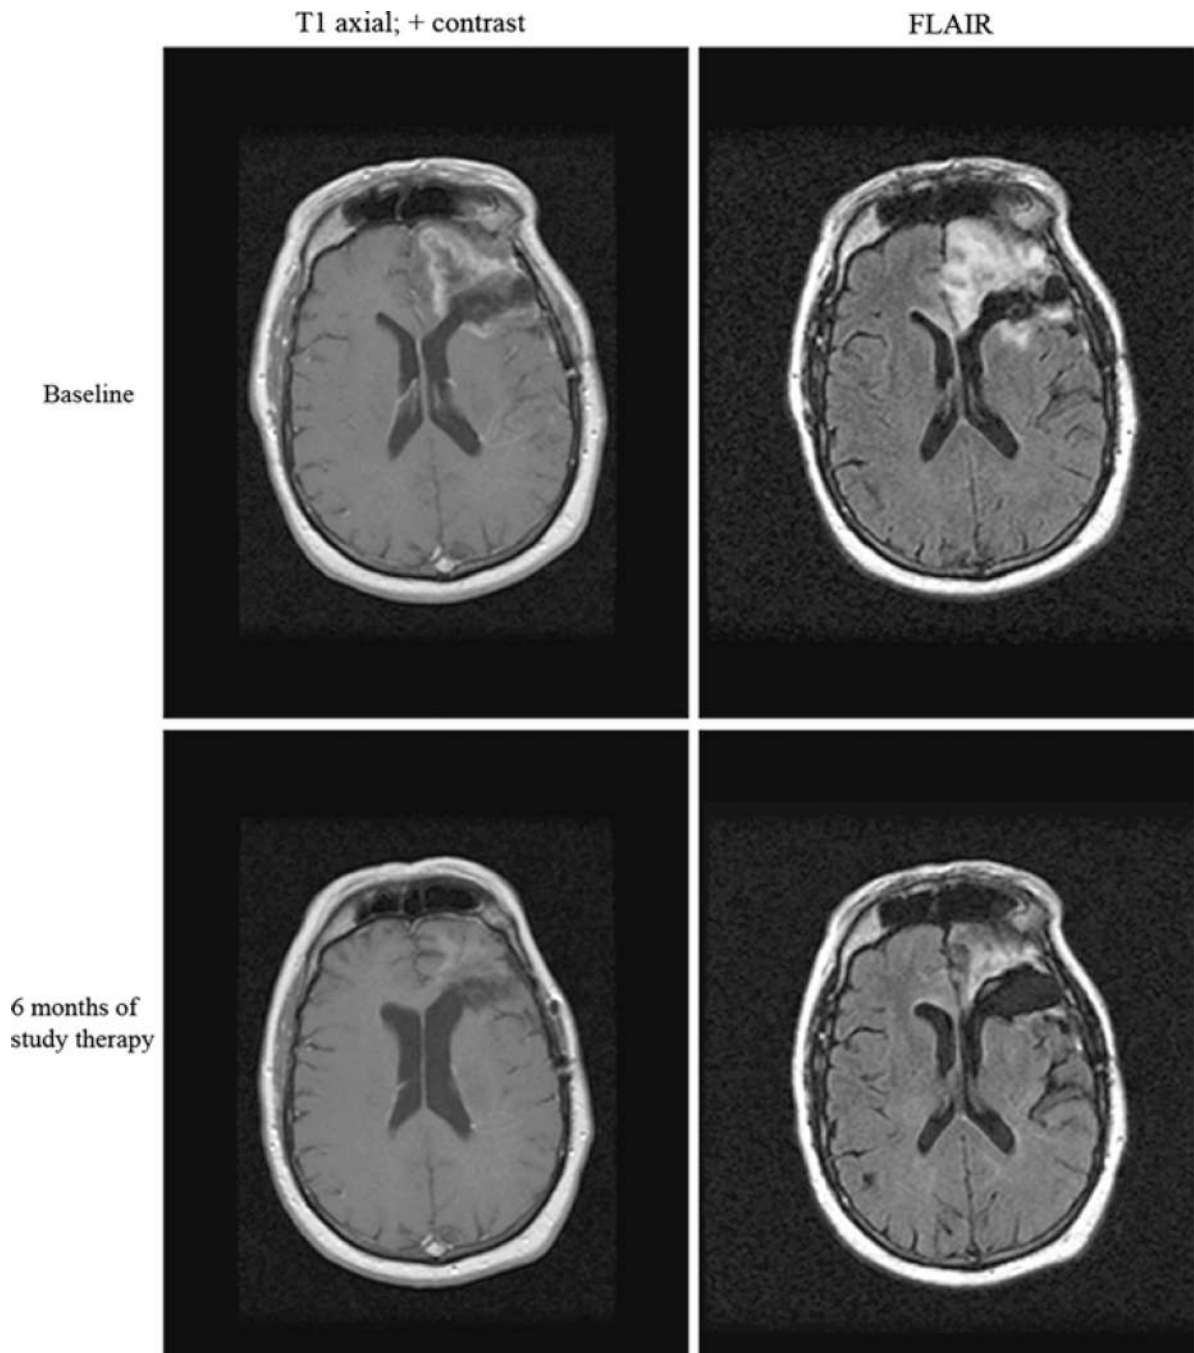 T1 axial; + contrast
FLAIR
Baseline
6 months of
study therapy